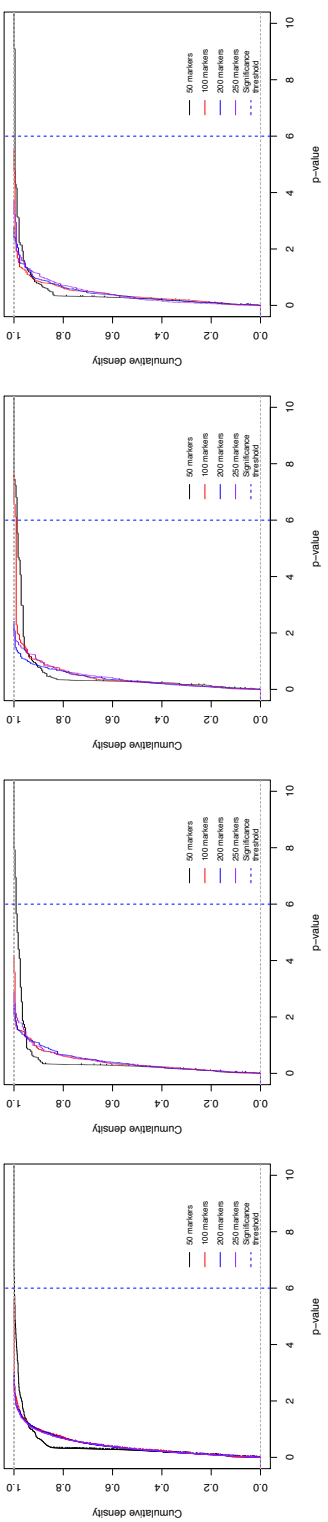 Cumulative density
1.0
0.8
0.6
0.4
0.2
0.0
50 markers
100 markers
200 markers
250 markers
Significance
threshold
0
2
4
6
8
10
p−value
Cumulative density
1.0
0.8
0.6
0.4
0.2
0.0
50 markers
100 markers
200 markers
250 markers
Significance
threshold
0
2
4
6
8
10
p−value
Cumulative density
1.0
0.8
0.6
0.4
0.2
0.0
50 markers
100 markers
200 markers
250 markers
Significance
threshold
0
2
4
6
8
10
p−value
Cumulative density
1.0
0.8
0.6
0.4
0.2
0.0
50 markers
100 markers
200 markers
250 markers
Significance
threshold
0
2
4
6
8
10
p−value